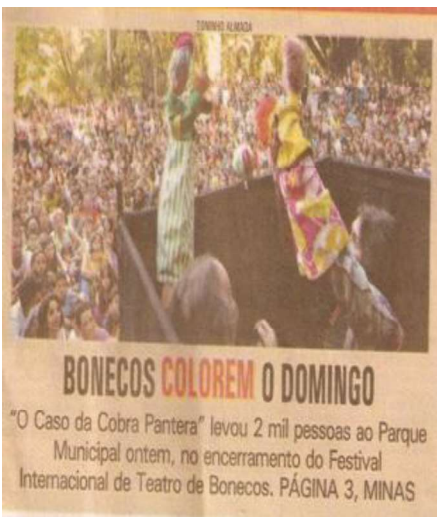 TONINHO ALMADA
BONECOS COLOREM O DOMINGO
"O Caso da Cobra Pantera" levou 2 mil pessoas ao Parque
Municipal ontem, no encerramento do Festival
Internacional de Teatro de Bonecos. PÁGINA 3, MINAS